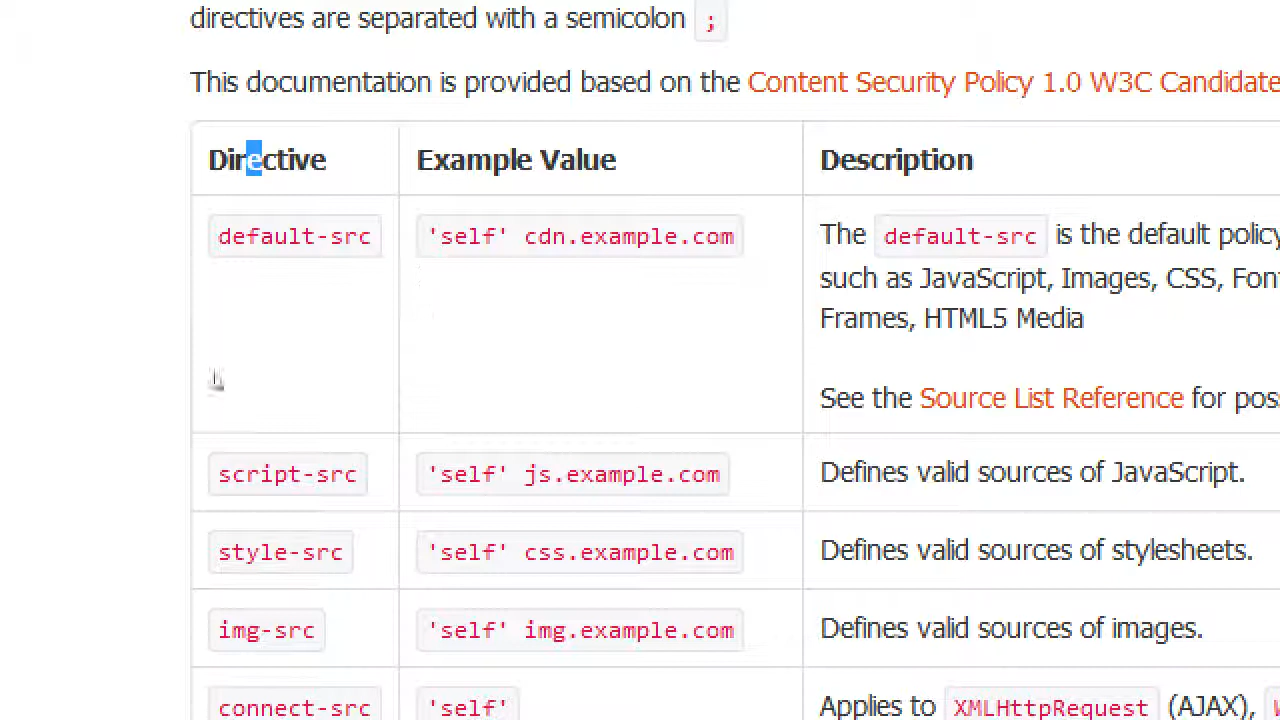 directives are separated with a semicolon ;
This documentation is provided based on the Content Security Policy 1.0 W3C Candidate
Directive Example Value Description
default-src 'self' cdn.example.com The default-src is the default policy
such as JavaScript, Images, CSS,
Frames, HTML5 Media
See the Source List Reference for
script-src 'self' js.example.com Defines valid sources of JavaScript.
style-src 'self' css.example.com Defines valid sources of stylesheets.
img-src 'self' img.example.com Defines valid sources of images.
connect-src 'self' Applies to XMLHttpRequest (AJAX),